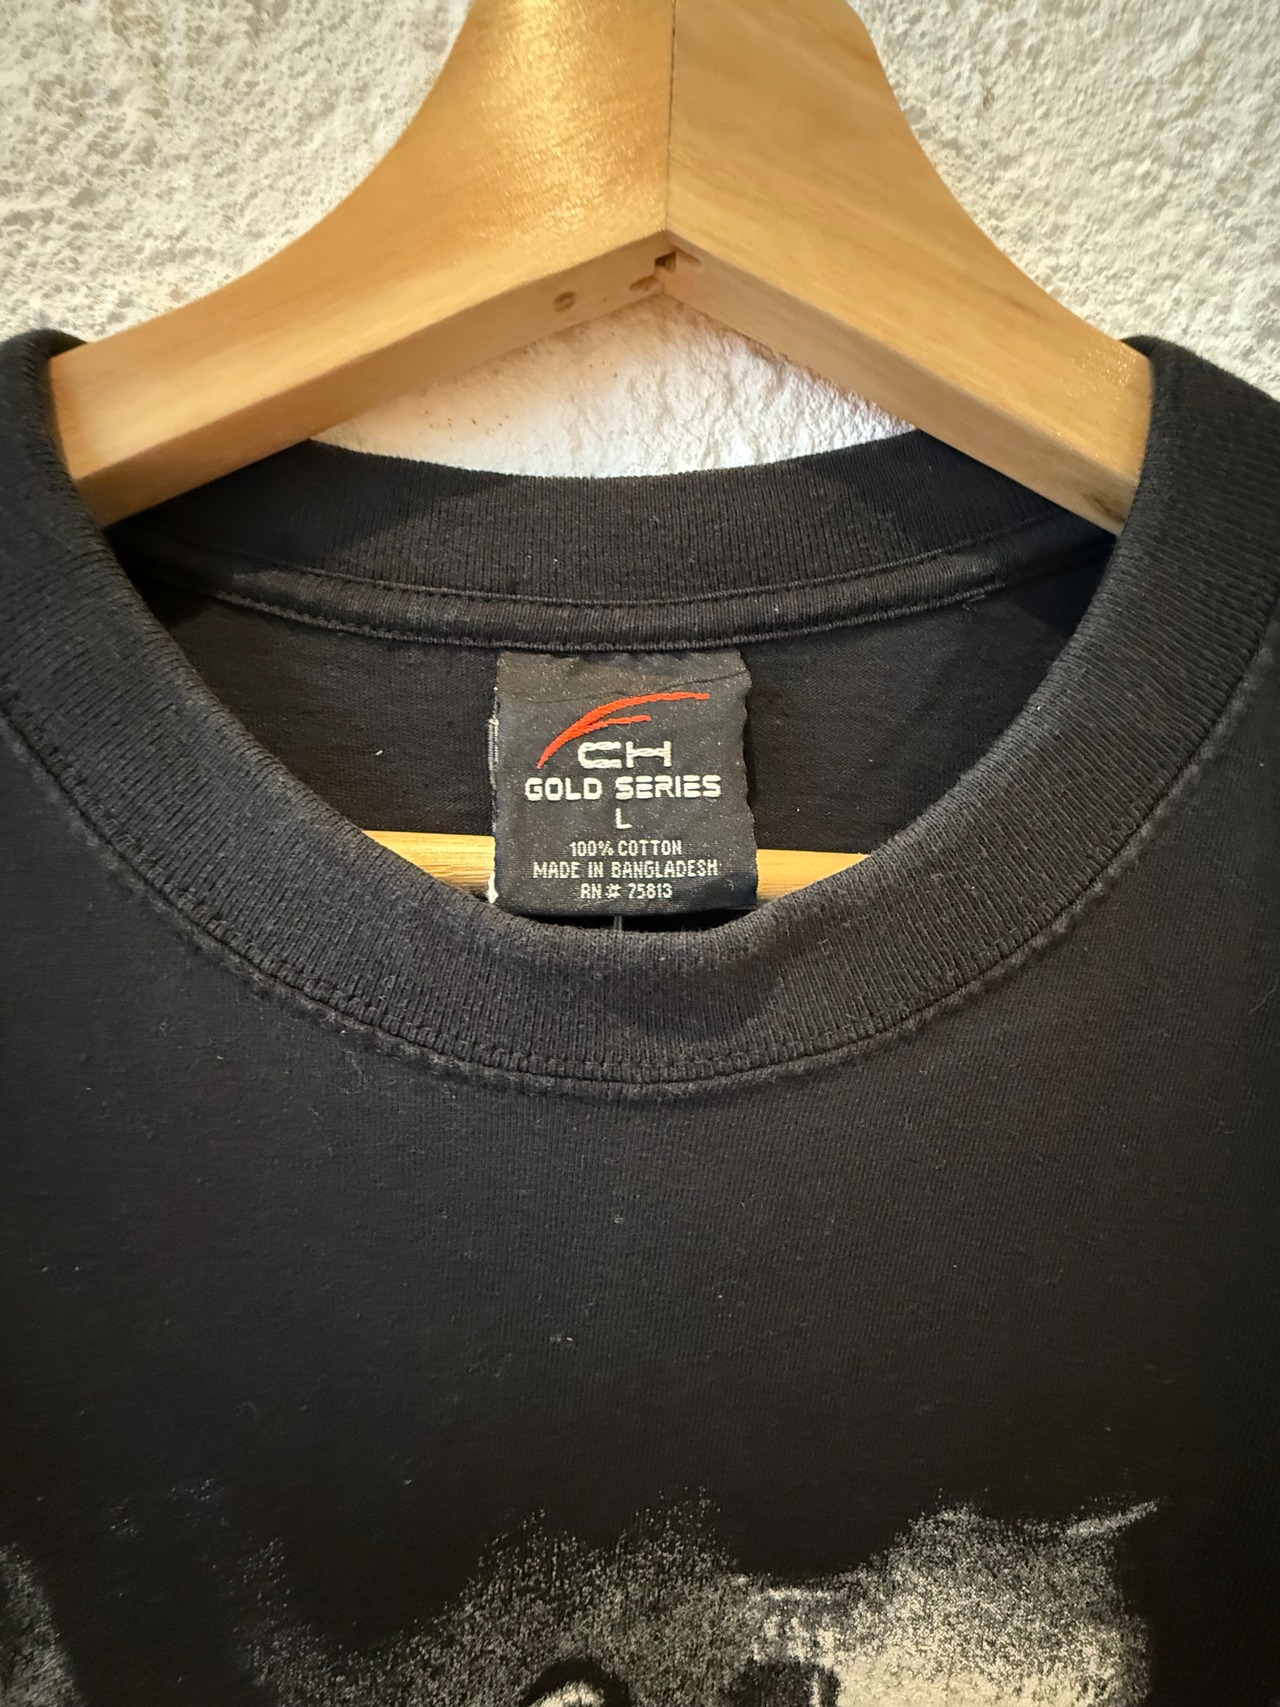 CH
GOLD SERIES
L
100% COTTON
MADE IN BANGLADESH
RN # 75813